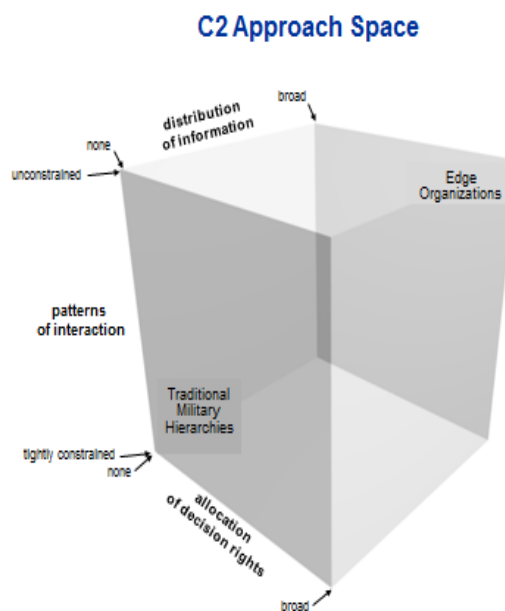 C2 Approach Space
broad
distribution
of information
none
unconstrained
Edge
Organizations
patterns
of interaction
Traditional
Military
Hierarchies
tightly constrained
none
allocation
of decision rights
broad